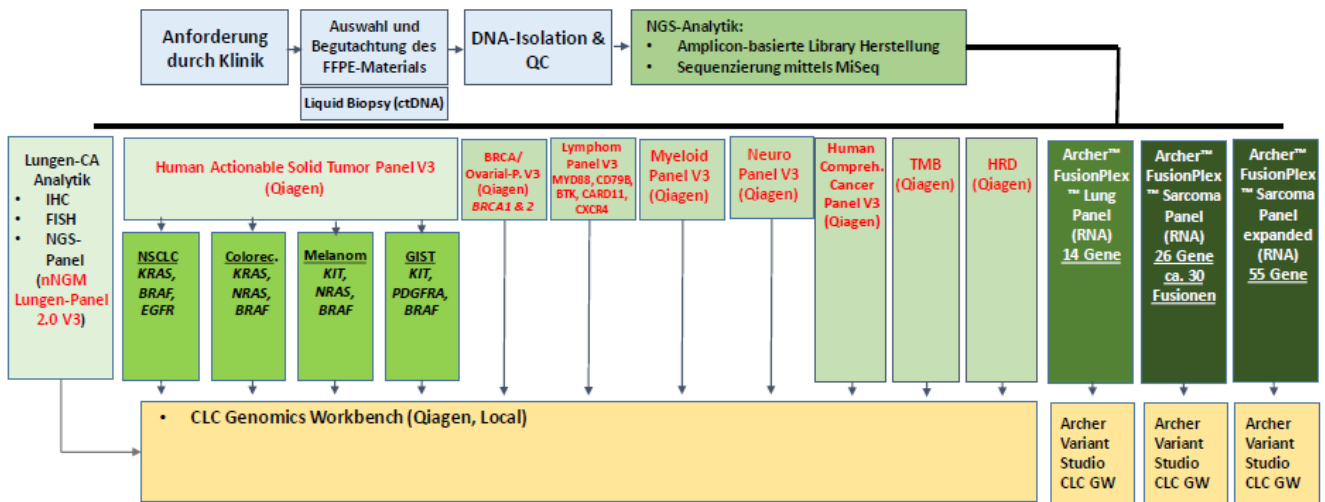 Anforderung
durch Klinik
Auswahl und
Begutachtung des
FFPE-Materials
Liquid Biopsy (ctDNA)
DNA-Isolation &
QC
NGS-Analytik:
• Amplicon-basierte Library Herstellung
• Sequenzierung mittels MiSeq
Lungen-CA
Analytik
• IHC
• FISH
• NGS-
Panel
(nNGM
Lungen-Panel
2.0 V3)
Human Actionable Solid Tumor Panel V3
(Qiagen)
NSCLC
KRAS,
BRAF,
EGFR
Colorec.
KRAS,
NRAS,
BRAF
Melanom
KIT,
NRAS,
BRAF
GIST
KIT,
PDGFRA,
BRAF
BRCA/
Ovarial-P. V3
(Qiagen)
BRCA1 & 2
Lymphom
Panel V3
MYD88, CD79B,
BTK, CARD11,
CXCR4
Myeloid
Panel V3
(Qiagen)
Neuro
Panel V3
(Qiagen)
Human
Compreh.
Cancer
Panel V3
(Qiagen)
TMB
(Qiagen)
HRD
(Qiagen)
Archer™
FusionPlex
™ Lung
Panel
(RNA)
14 Gene
Archer™
FusionPlex
™ Sarcoma
Panel
(RNA)
26 Gene
ca. 30
Fusionen
Archer™
FusionPlex
™ Sarcoma
Panel
expanded
(RNA)
55 Gene
• CLC Genomics Workbench (Qiagen, Local)
Archer
Variant
Studio
CLC GW
Archer
Variant
Studio
CLC GW
Archer
Variant
Studio
CLC GW